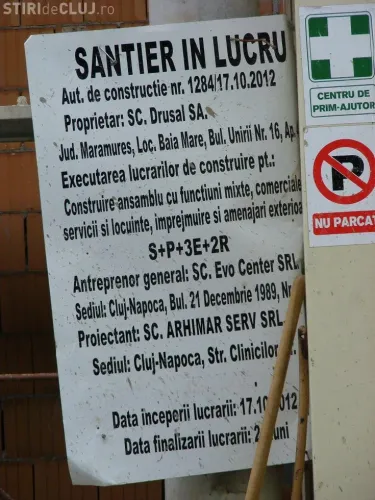 STIRIdeCLUJ.ro
SANTIER IN LUCRU
Aut. de constructie nr. 1284/17.10.2012
Proprietar: SC. Drusal SA.
Jud. Maramures, Loc. Baia Mare, Bul. Unirii Nr. 16, Ap.
Executarea lucrarilor de construire pt.:
Construire ansamblu cu functiuni mixte, comerciale
servicii si locuinte, imprejmuire si amenajari exterioa
S+P+3E+2R
Antreprenor general: SC. Evo Center SRL
Sediul: Cluj-Napoca, Bul. 21 Decembrie 1989, Nr
Proiectant: SC. ARHIMAR SERV SRL
Sediul: Cluj-Napoca, Str. Clinicilor
Data începerii lucrarii: 17.10 2012
Data finalizarii lucrarii: 2 uni
CENTRU DE
PRIM-AJUTOR
P
NU PARCAT